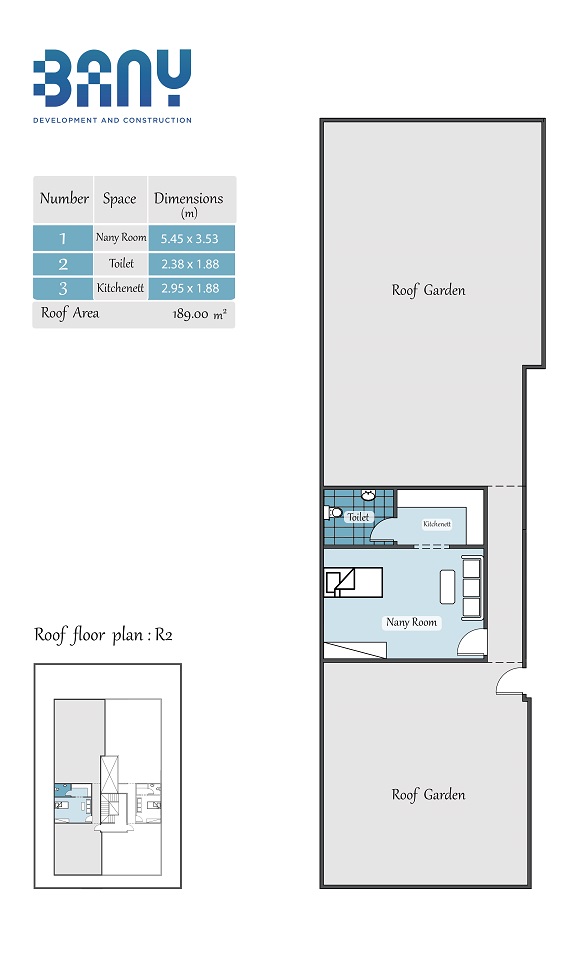 BANY
DEVELOPMENT AND CONSTRUCTION
Number Space Dimensions (m)
1 Nany Room 5.45 x 3.53
2 Toilet 2.38 x 1.88
3 Kitchenett 2.95 x 1.88
Roof Area 189.00 m²
Roof Garden
Toilet
Kitchenett
Nany Room
Roof floor plan : R2
Roof Garden